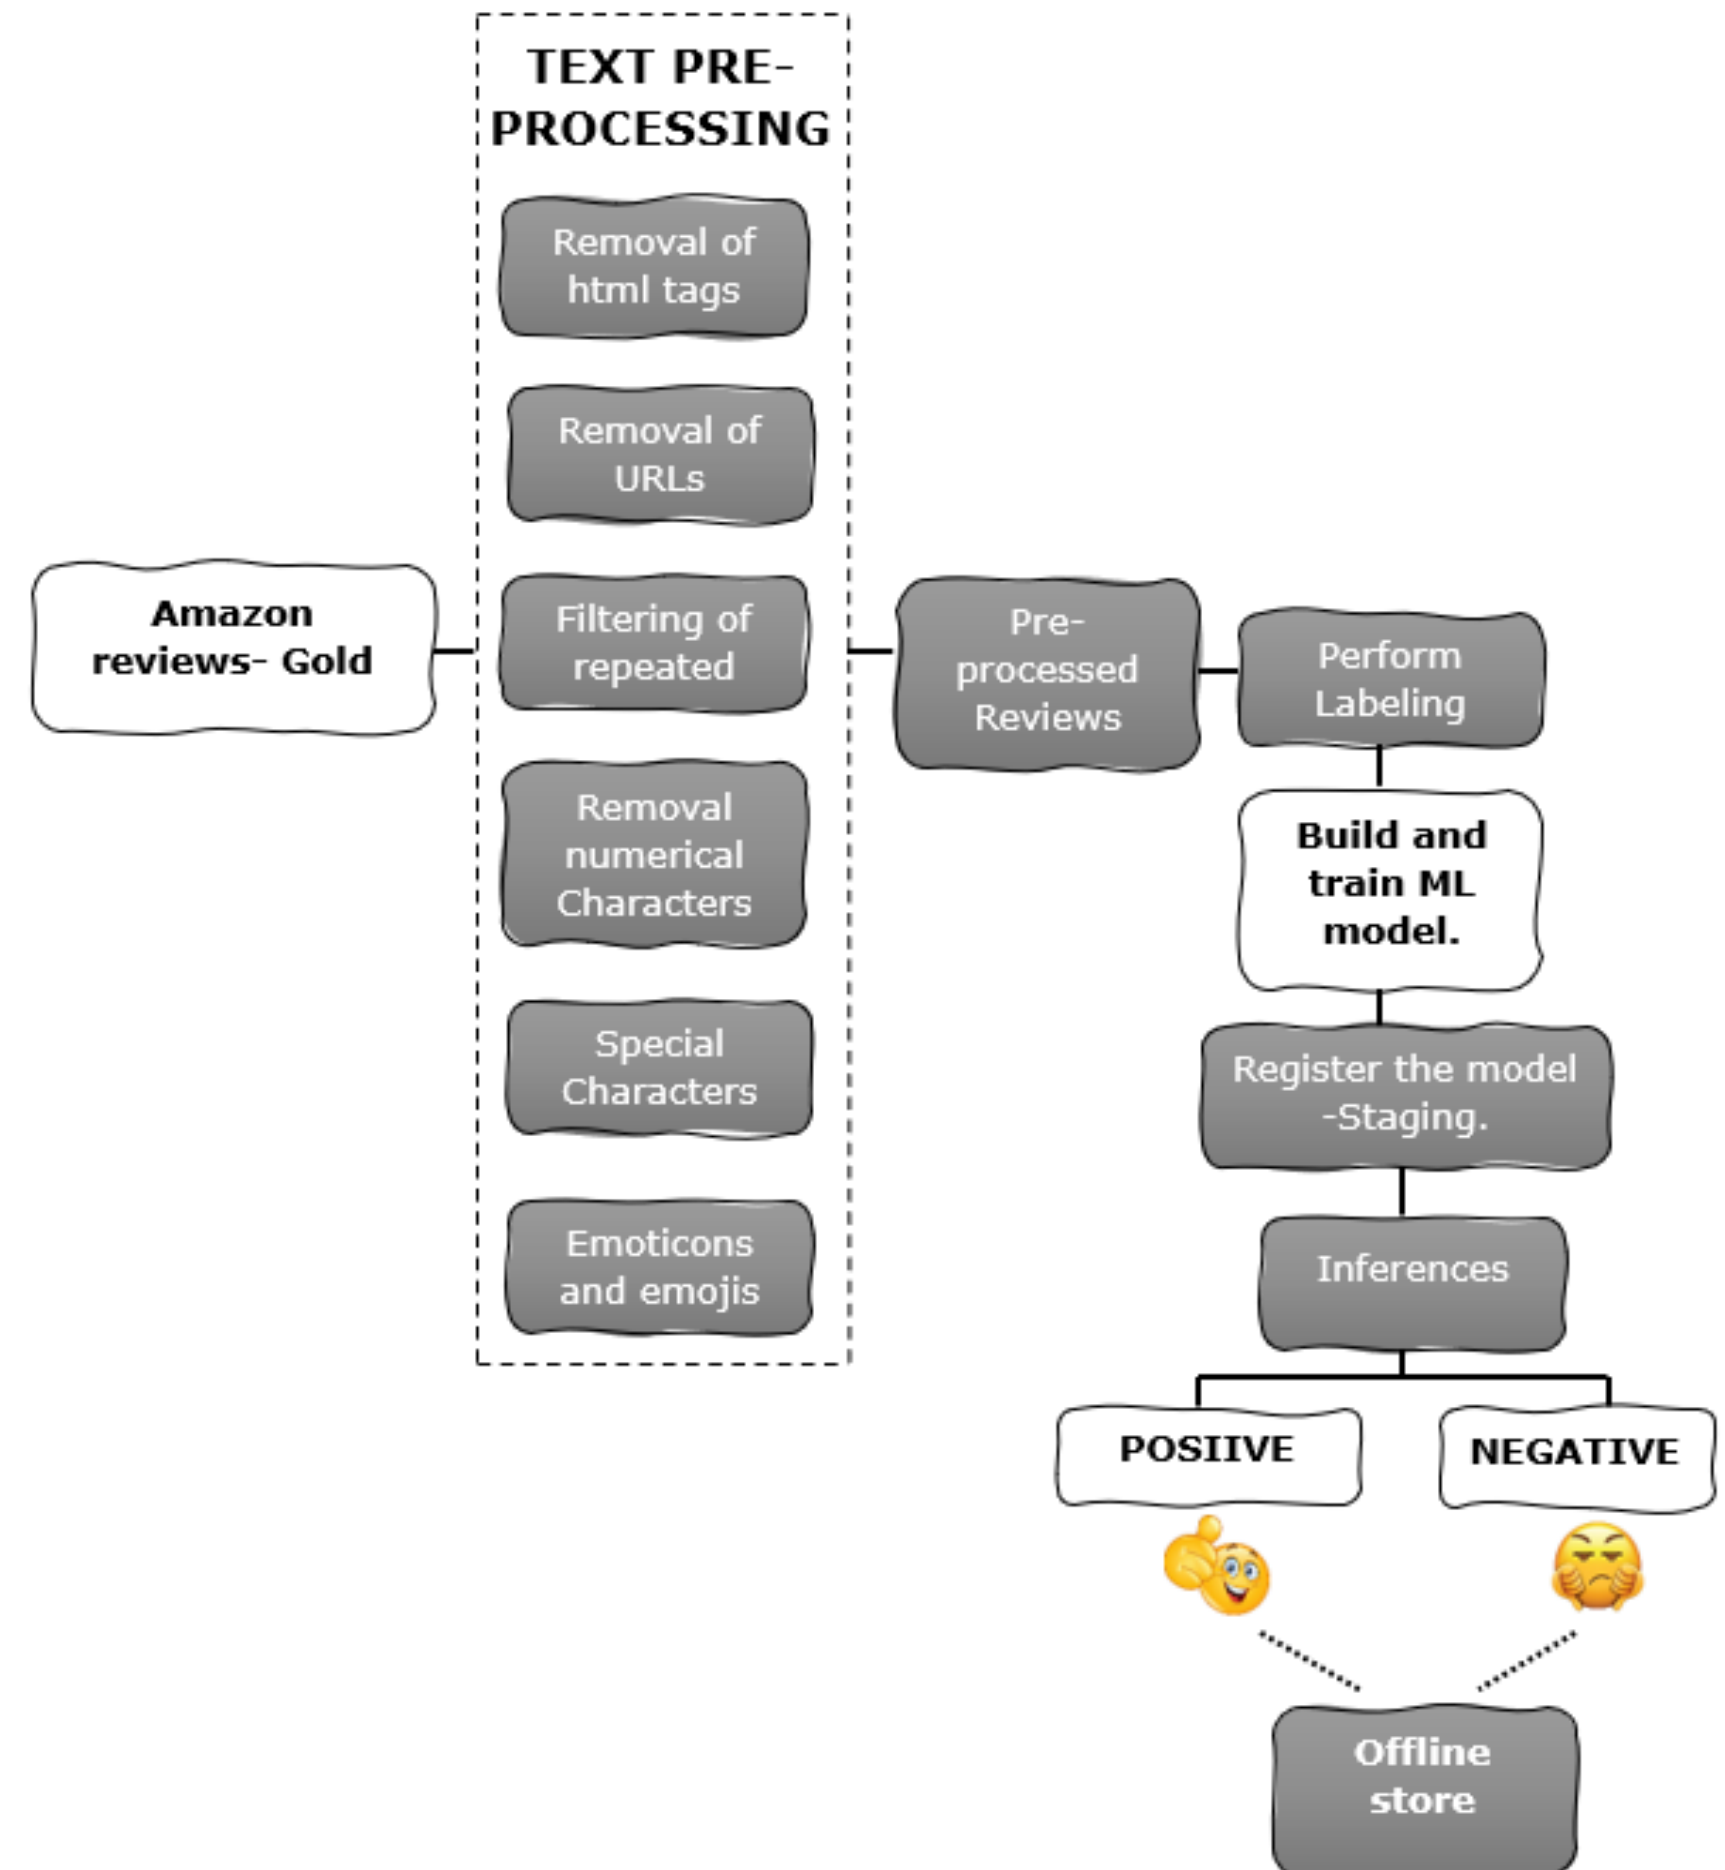 TEXT PRE-
PROCESSING
Removal of
html tags
Removal of
URLs
Filtering of
repeated
Removal
numerical
Characters
Special
Characters
Emoticons
and emojis
Amazon
reviews- Gold
Pre-
processed
Reviews
Perform
Labeling
Build and
train ML
model.
Register the model
-Staging.
Inferences
POSIIVE
NEGATIVE
Offline
store